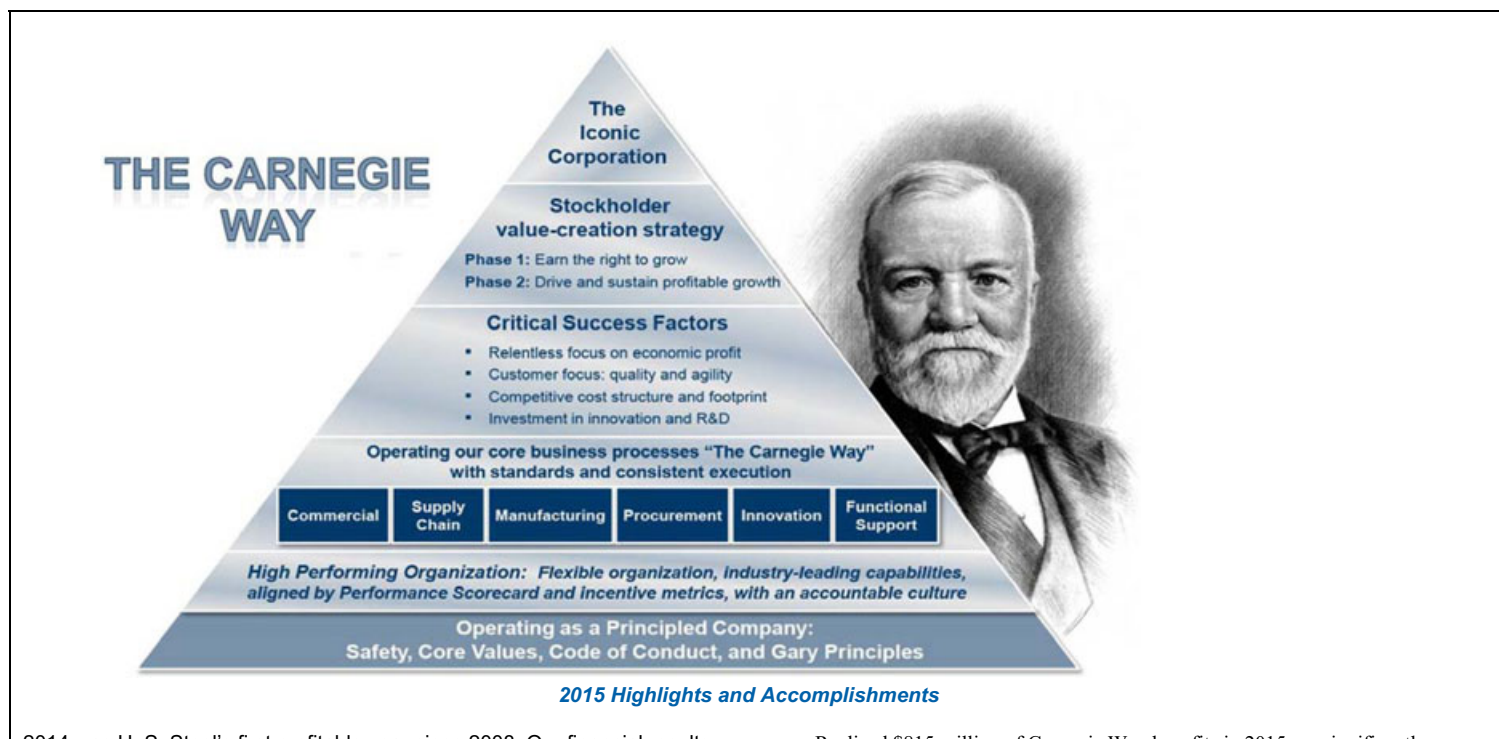 THE CARNEGIE
WAY
The
Iconic
Corporation
Stockholder
value-creation strategy
Phase 1: Earn the right to grow
Phase 2: Drive and sustain profitable growth
Critical Success Factors
▪ Relentless focus on economic profit
▪ Customer focus: quality and agility
▪ Competitive cost structure and footprint
▪ Investment in innovation and R&D
Operating our core business processes “The Carnegie Way”
with standards and consistent execution
Commercial
Supply
Chain
Manufacturing
Procurement
Innovation
Functional
Support
High Performing Organization: Flexible organization, industry-leading capabilities,
aligned by Performance Scorecard and incentive metrics, with an accountable culture
Operating as a Principled Company:
Safety, Core Values, Code of Conduct, and Gary Principles
2015 Highlights and Accomplishments